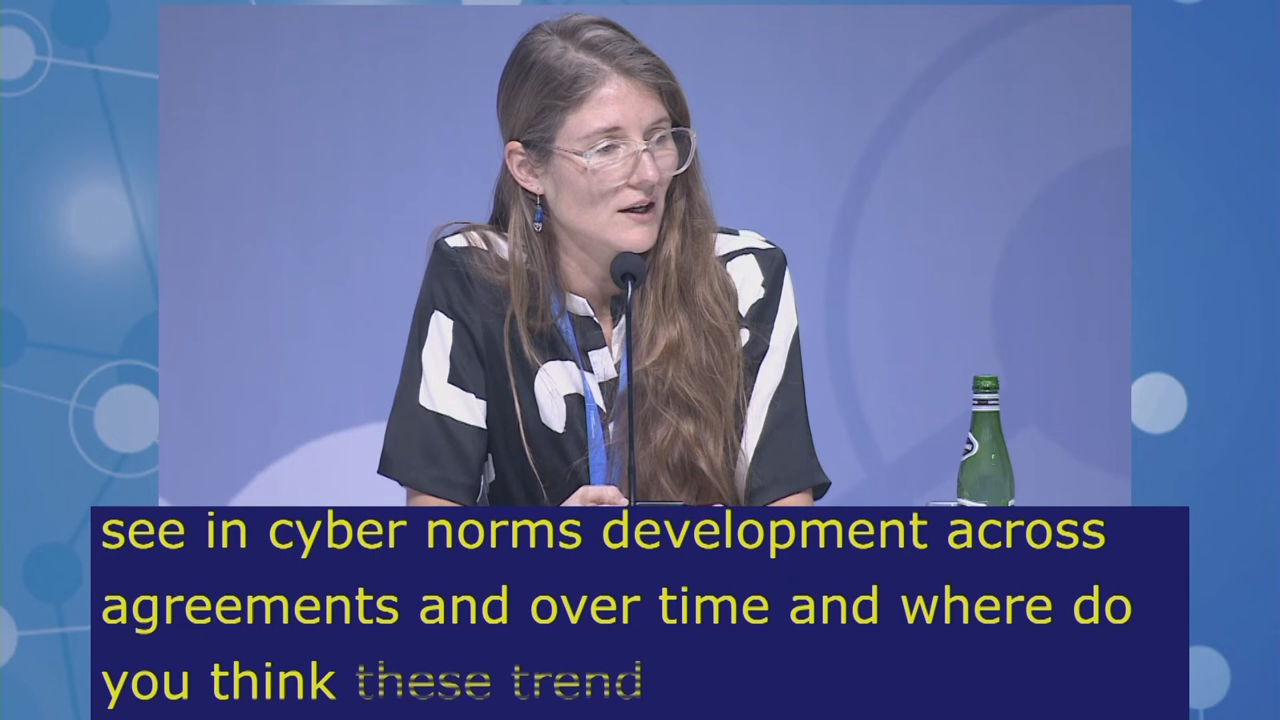 see in cyber norms development across
agreements and over time and where do
you think these trend